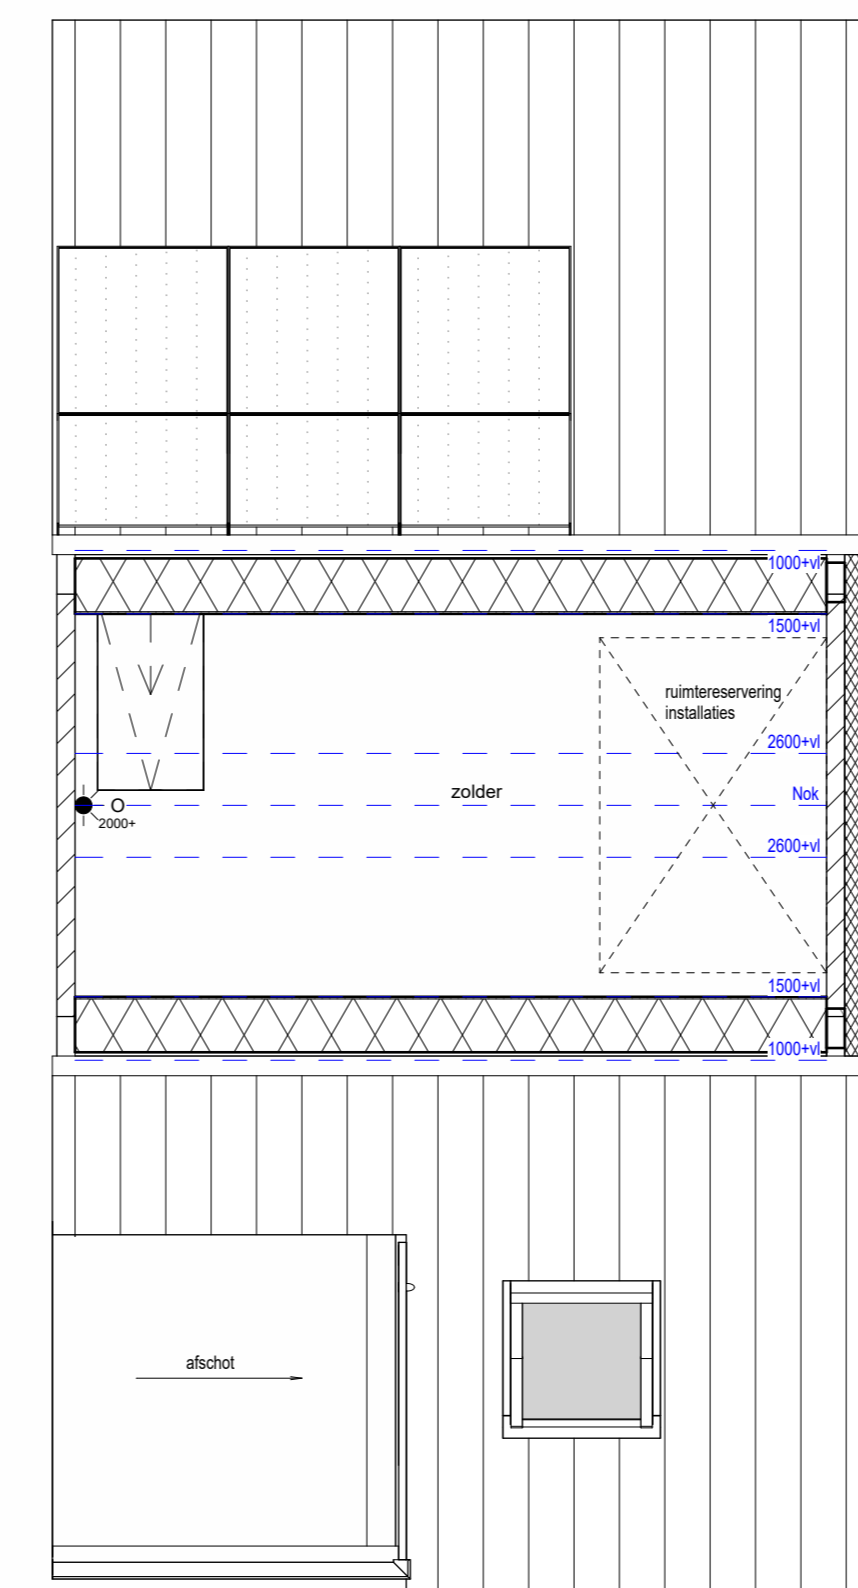 1000+vl
1500+vl
ruimtereservering
installaties
2600+vl
zolder
Nok
O
2000+
2600+vl
1500+vl
1000+vl
afschot